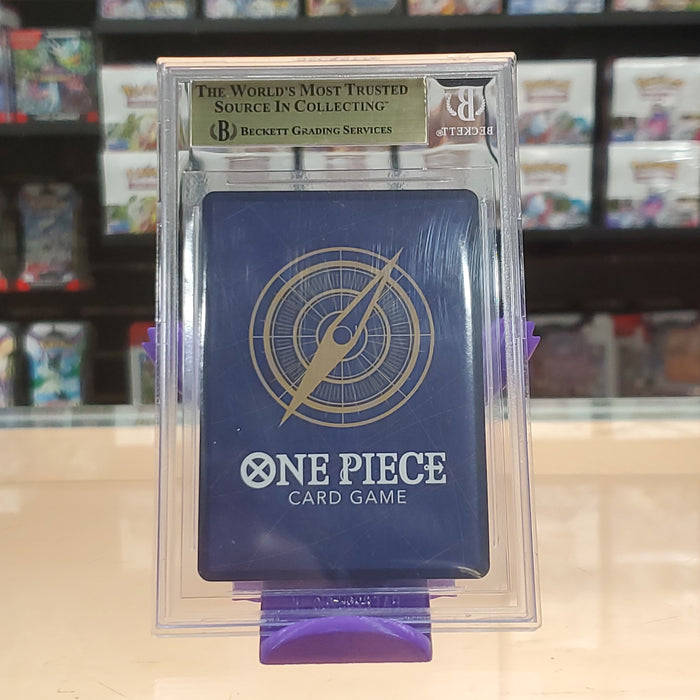 THE WORLD'S MOST TRUSTED
SOURCE IN COLLECTING™
B BECKETT GRADING SERVICES
B
BECKETT®
ONE PIECE
CARD GAME